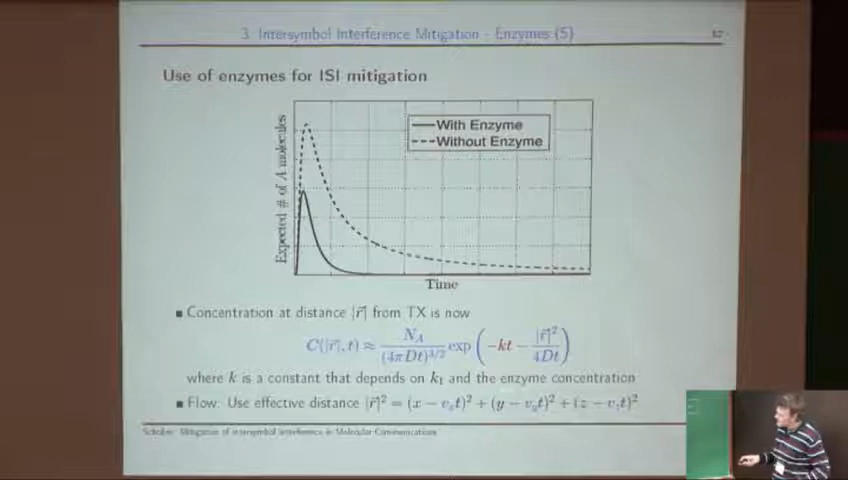 3. Intersymbol Interference Mitigation - Enzymes (5)
Use of enzymes for ISI mitigation
With Enzyme
Without Enzyme
Expected # of A molecules
Time
Concentration at distance |r⃗| from TX is now
C(|r⃗|, t) ≈ N_A / (4πDt)^{3/2} exp(−kt − |r⃗|² / 4Dt)
where k is a constant that depends on k₁ and the enzyme concentration
Flow: Use effective distance |r⃗|² = (x − vₓt)² + (y − v_yt)² + (z − v_zt)²
Schober: Mitigation of Intersymbol Interference in Molecular Communications